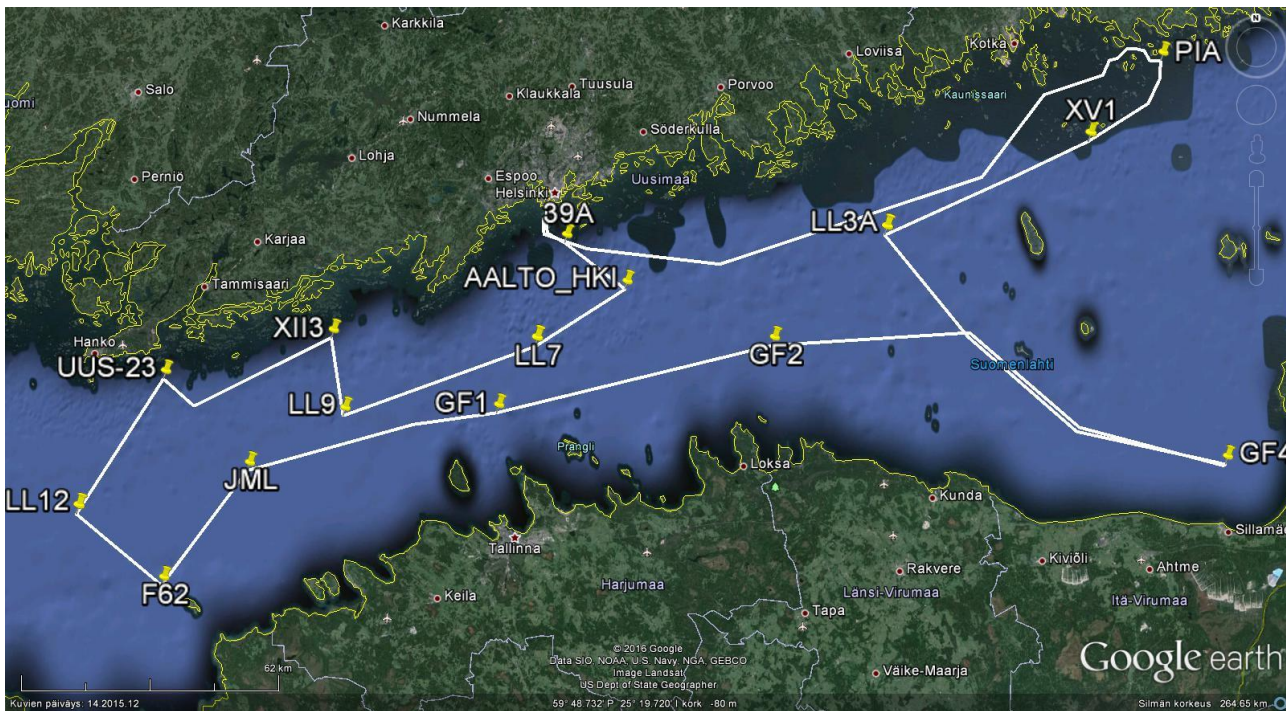 Karkkila
Kotka
PIA
Loviisa
Salo
Tuusula
Porvoo
Klaukkala
Kaunissaari
XV1
Nummela
Söderkulla
Lohja
Perniö
Espoo
Uusimaa
Helsinki
39A
LL3A
Karjaa
AALTO_HKI
Tammisaari
XII3
Hanko
UUS-23
LL7
GF2
Suomenlahti
LL9
GF1
Prangli
JML
Loksa
GF4
LL12
Kunda
Sillamäe
Tallinna
Kiviõli
Ahtme
F62
Rakvere
Harjumaa
Länsi-Virumaa
Itä-Virumaa
Keila
Tapa
© 2016 Google
Data SIO, NOAA, U.S. Navy, NGA, GEBCO
Image Landsat
US Dept of State Geographer
Google earth
62 km
Väike-Maarja
Kuvien päiväys: 14.2015.12
59° 48.732' P 25° 19.720' I kork -80 m
Silmän korkeus 264.65 km